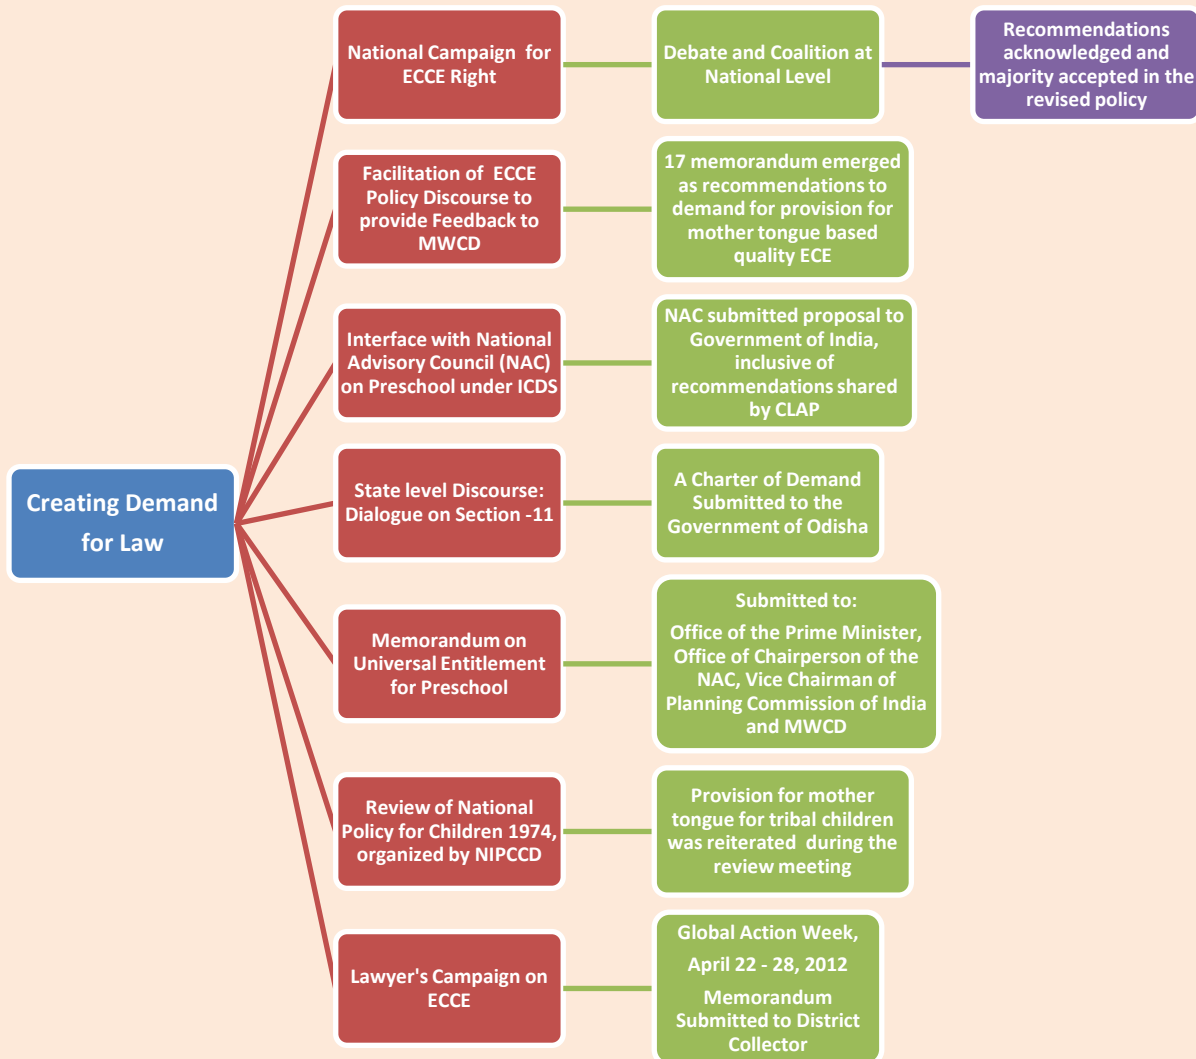 National Campaign for
ECCE Right
Debate and Coalition at
National Level
Recommendations
acknowledged and
majority accepted in the
revised policy
Facilitation of ECCE
Policy Discourse to
provide Feedback to
MWCD
17 memorandum emerged
as recommendations to
demand for provision for
mother tongue based
quality ECE
Interface with National
Advisory Council (NAC)
on Preschool under ICDS
NAC submitted proposal to
Government of India,
inclusive of
recommendations shared
by CLAP
Creating Demand
for Law
State level Discourse:
Dialogue on Section -11
A Charter of Demand
Submitted to the
Government of Odisha
Memorandum on
Universal Entitlement
for Preschool
Submitted to:
Office of the Prime Minister,
Office of Chairperson of the
NAC, Vice Chairman of
Planning Commission of India
and MWCD
Review of National
Policy for Children 1974,
organized by NIPCCD
Provision for mother
tongue for tribal children
was reiterated during the
review meeting
Lawyer's Campaign on
ECCE
Global Action Week,
April 22 - 28, 2012
Memorandum
Submitted to District
Collector